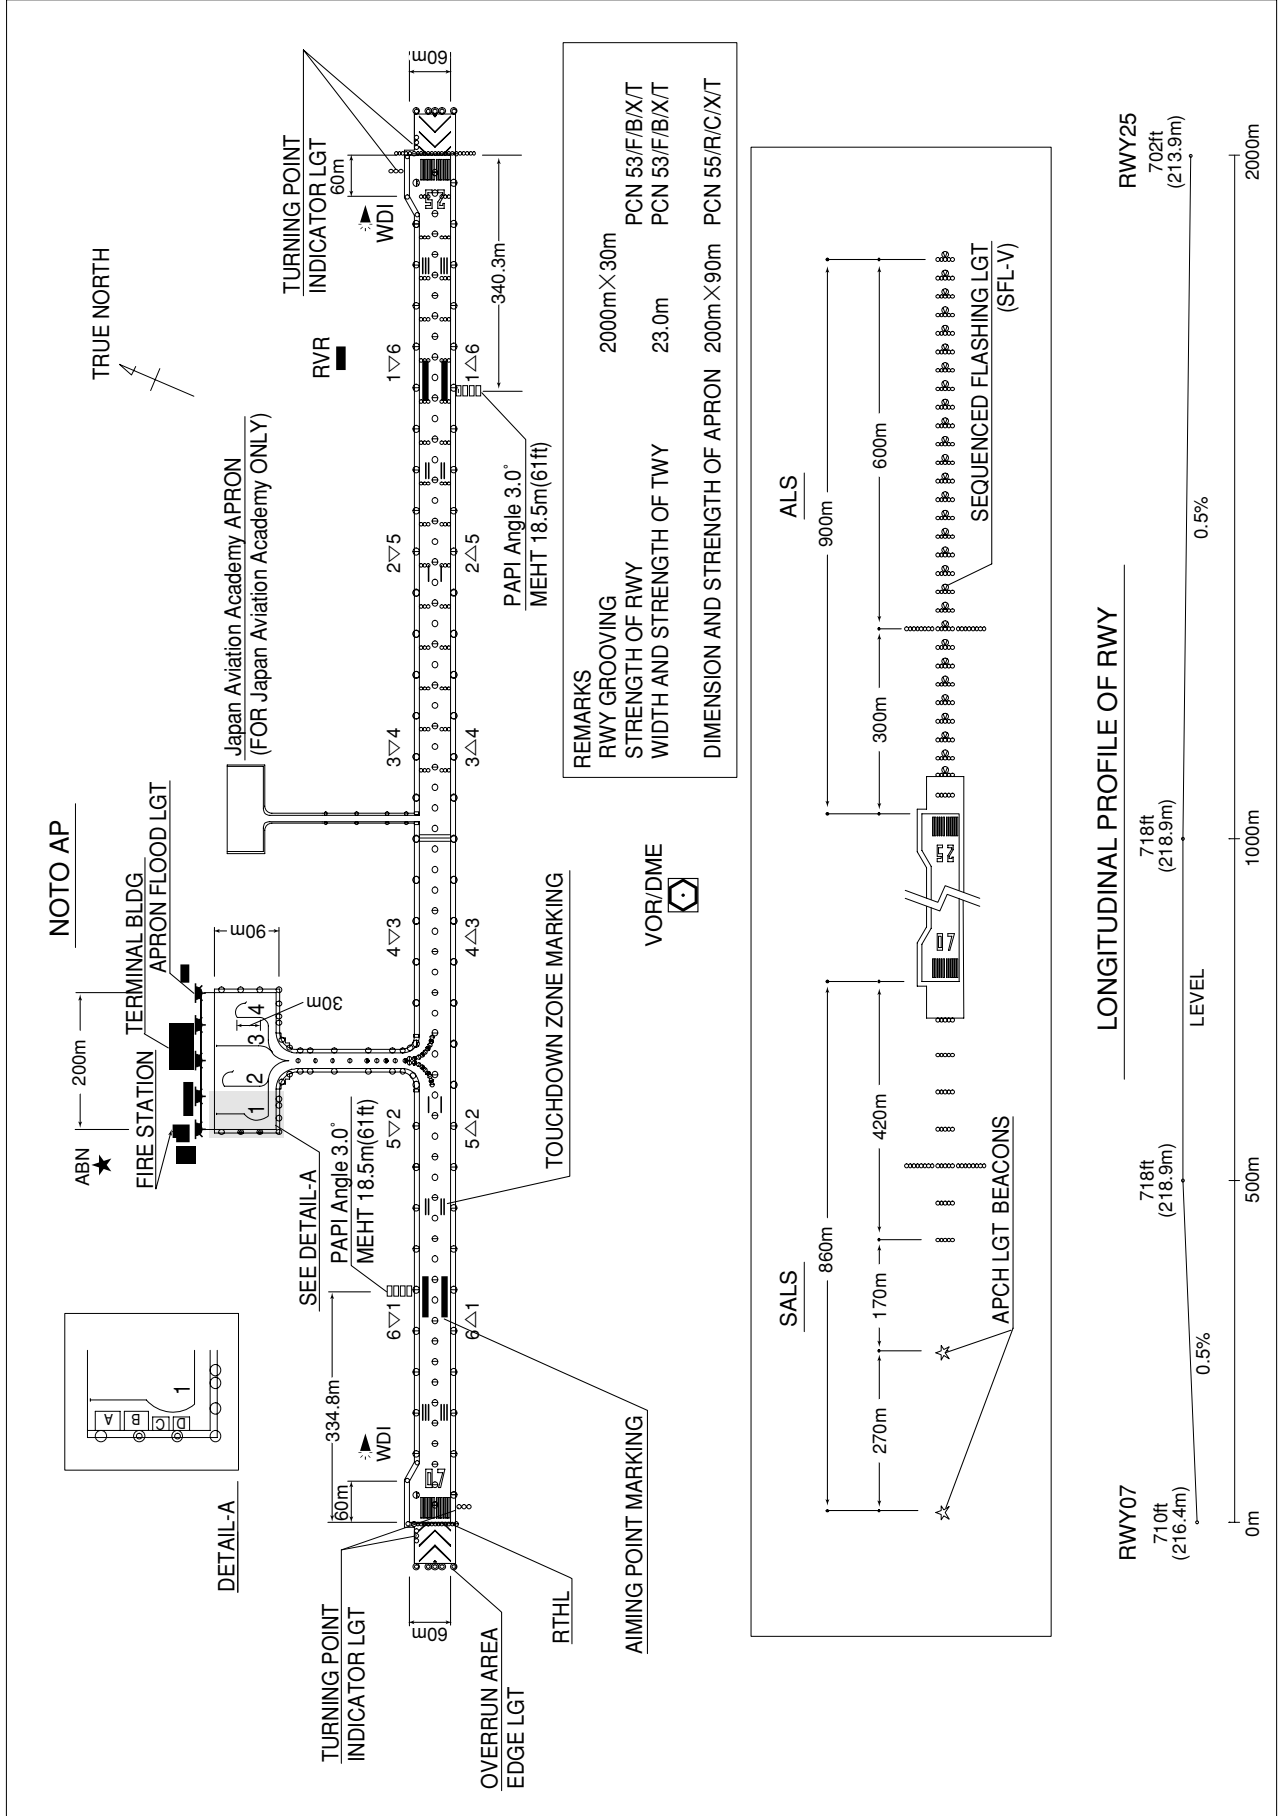 NOTO AP
TRUE NORTH
ABN
200m
TERMINAL BLDG
APRON FLOOD LGT
FIRE STATION
90m
30m
1
2
3
4
Japan Aviation Academy APRON
(FOR Japan Aviation Academy ONLY)
DETAIL-A
A
B
C
D
1
SEE DETAIL-A
PAPI Angle 3.0°
MEHT 18.5m(61ft)
RVR
TURNING POINT
INDICATOR LGT
60m
WDI
60m
TURNING POINT
INDICATOR LGT
334.8m
60m
WDI
60m
6▽1
5▽2
4▽3
3▽4
2▽5
1▽6
07
25
6△1
5△2
4△3
3△4
2△5
1△6
340.3m
PAPI Angle 3.0°
MEHT 18.5m(61ft)
OVERRUN AREA
EDGE LGT
RTHL
AIMING POINT MARKING
TOUCHDOWN ZONE MARKING
VOR/DME
REMARKS
RWY GROOVING 2000m×30m
STRENGTH OF RWY PCN 53/F/B/X/T
WIDTH AND STRENGTH OF TWY 23.0m PCN 53/F/B/X/T
DIMENSION AND STRENGTH OF APRON 200m×90m PCN 55/R/C/X/T
SALS
ALS
860m
900m
270m
170m
420m
300m
600m
07
25
APCH LGT BEACONS
SEQUENCED FLASHING LGT
(SFL-V)
LONGITUDINAL PROFILE OF RWY
RWY07
710ft
(216.4m)
718ft
(218.9m)
718ft
(218.9m)
RWY25
702ft
(213.9m)
0.5%
LEVEL
0.5%
0m
500m
1000m
2000m